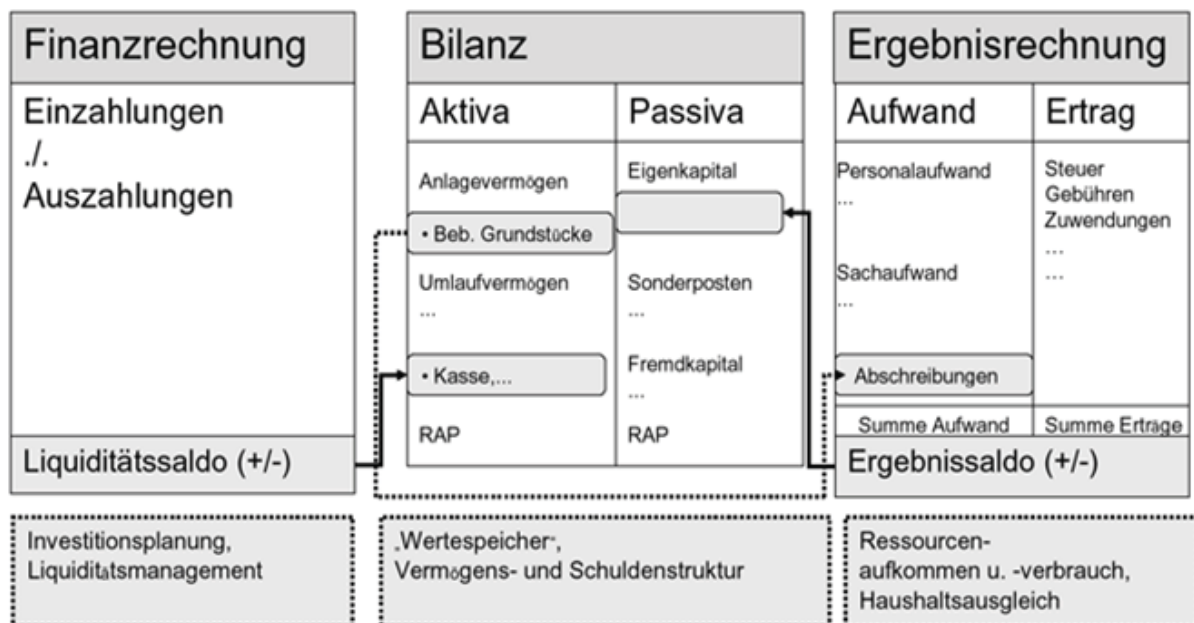 Finanzrechnung
Einzahlungen
./.
Auszahlungen
Liquiditätssaldo (+/-)
Investitionsplanung,
Liquiditätsmanagement
Bilanz
Aktiva
Passiva
Anlagevermögen
• Beb. Grundstücke
Umlaufvermögen
...
• Kasse,...
RAP
Eigenkapital
Sonderposten
...
Fremdkapital
...
RAP
„Wertespeicher“,
Vermögens- und Schuldenstruktur
Ergebnisrechnung
Aufwand
Ertrag
Personalaufwand
...
Sachaufwand
...
Abschreibungen
Summe Aufwand
Steuer
Gebühren
Zuwendungen
...
...
Summe Erträge
Ergebnissaldo (+/-)
Ressourcen-
aufkommen u. -verbrauch,
Haushaltsausgleich